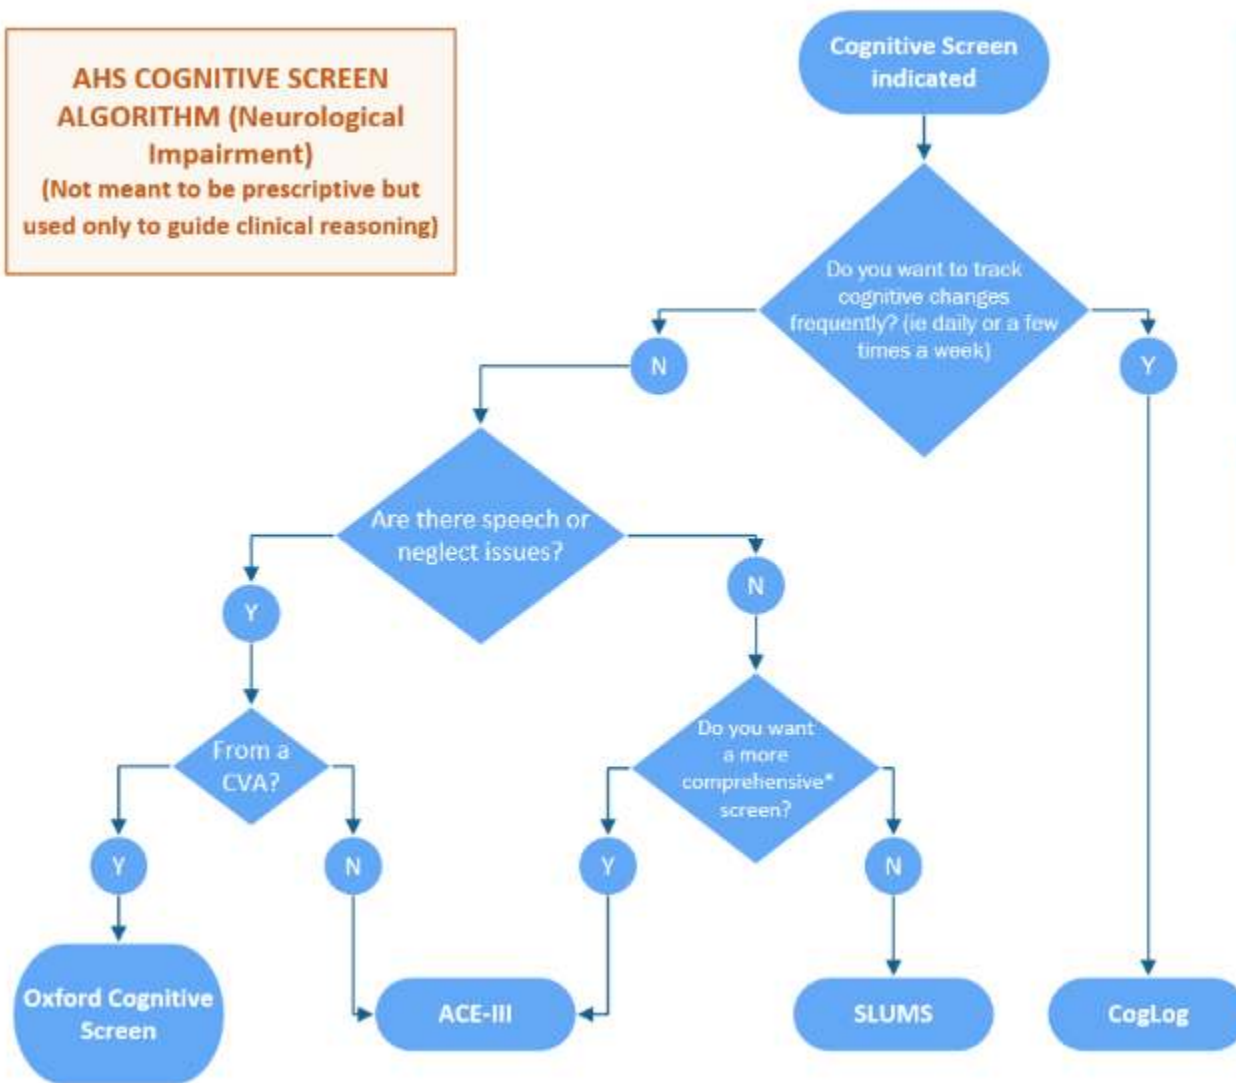 AHS COGNITIVE SCREEN
ALGORITHM (Neurological
Impairment)
(Not meant to be prescriptive but
used only to guide clinical reasoning)
Cognitive Screen
indicated
Do you want to track
cognitive changes
frequently? (ie daily or a few
times a week)
N
Y
Are there speech or
neglect issues?
Y
N
From a
CVA?
Do you want
a more
comprehensive*
screen?
Y
N
Y
N
Oxford Cognitive
Screen
ACE-III
SLUMS
CogLog